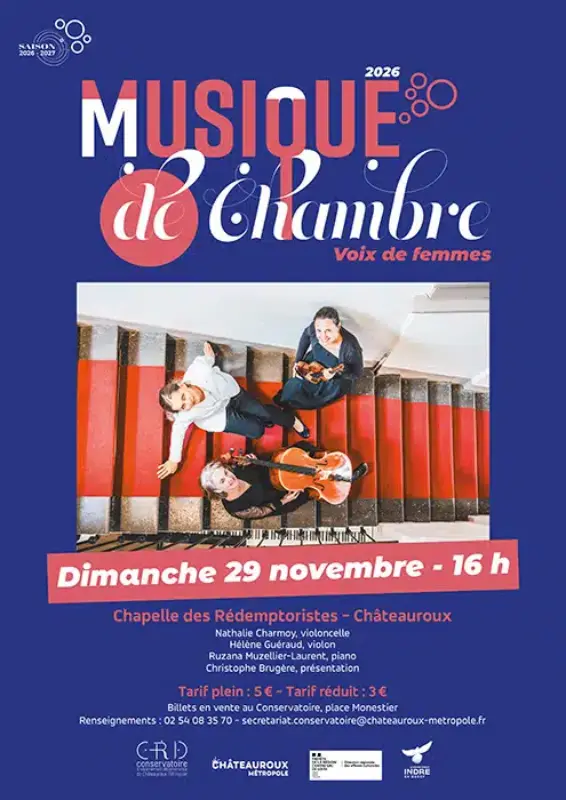 SAISON
2026 - 2027
2026
MUSIQUE
de Chambre
Voix de femmes
Dimanche 29 novembre - 16 h
Chapelle des Rédemptoristes - Châteauroux
Nathalie Charmoy, violoncelle
Hélène Guéraud, violon
Ruzana Muzellier-Laurent, piano
Christophe Brugère, présentation
Tarif plein : 5 € - Tarif réduit : 3 €
Billets en vente au Conservatoire, place Monestier
Renseignements : 02 54 08 35 70 - secretariat.conservatoire@chateauroux-metropole.fr
CRD
conservatoire
CHÂTEAUROUX
MÉTROPOLE
INDRE